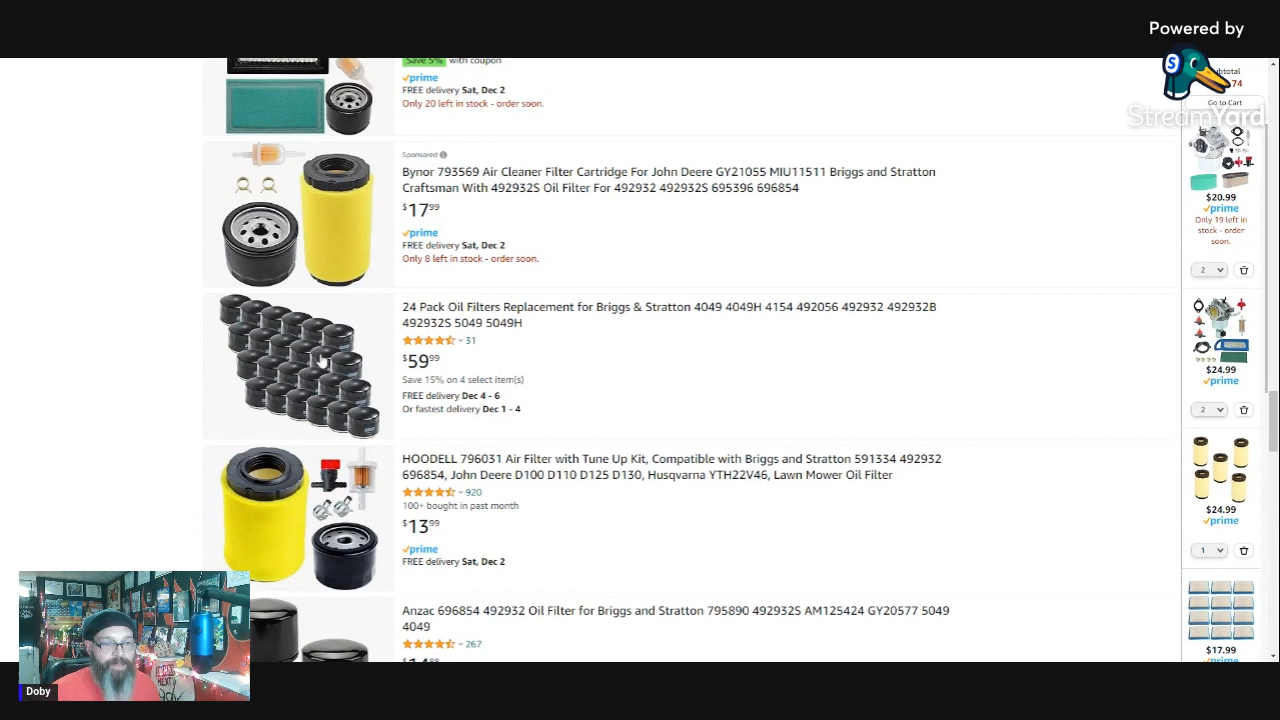 Powered by
S
StreamYard
Save 5% with coupon
prime
FREE delivery Sat, Dec 2
Only 20 left in stock - order soon.
Sponsored
Bynor 793569 Air Cleaner Filter Cartridge For John Deere GY21055 MIU11511 Briggs and Stratton
Craftsman With 492932S Oil Filter For 492932 492932S 695396 696854
$17.99
prime
FREE delivery Sat, Dec 2
Only 8 left in stock - order soon.
24 Pack Oil Filters Replacement for Briggs & Stratton 4049 4049H 4154 492056 492932 492932B
492932S 5049 5049H
31
$59.99
Save 15% on 4 select item(s)
FREE delivery Dec 4 - 6
Or fastest delivery Dec 1 - 4
HOODELL 796031 Air Filter with Tune Up Kit, Compatible with Briggs and Stratton 591334 492932
696854, John Deere D100 D110 D125 D130, Husqvarna YTH22V46, Lawn Mower Oil Filter
920
100+ bought in past month
$13.99
prime
FREE delivery Sat, Dec 2
Anzac 696854 492932 Oil Filter for Briggs and Stratton 795890 492932S AM125424 GY20577 5049
4049
267
74
Go to Cart
$20.99
prime
Only 19 left in
stock - order
soon.
2
$24.99
prime
2
$24.99
prime
1
$17.99
prime
Doby